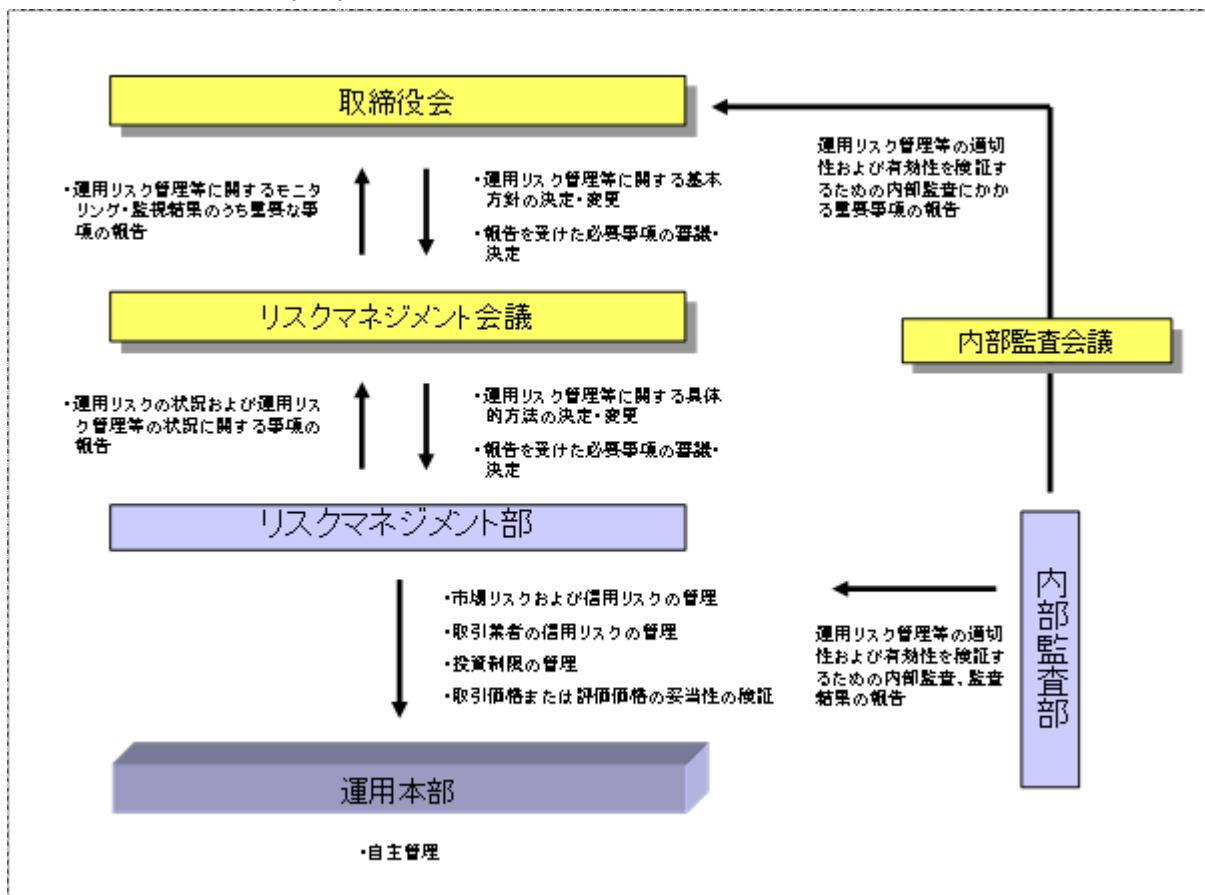 取締役会
・運用リスク管理等に関するモニタ
リング・監視結果のうち重要な事
項の報告
・運用リスク管理等に関する基本
方針の決定・変更
・報告を受けた必要事項の審議・
決定
運用リスク管理等の適切
性および有効性を検証す
るための内部監査にかか
る重要事項の報告
リスクマネジメント会議
内部監査会議
・運用リスクの状況および運用リス
ク管理等の状況に関する事項の
報告
・運用リスク管理等に関する具体
的方法の決定・変更
・報告を受けた必要事項の審議・
決定
リスクマネジメント部
内部監査部
・市場リスクおよび信用リスクの管理
・取引業者の信用リスクの管理
・投資制限の管理
・取引価格または評価価格の妥当性の検証
運用リスク管理等の適切
性および有効性を検証す
るための内部監査、監査
結果の報告
運用本部
・自主管理